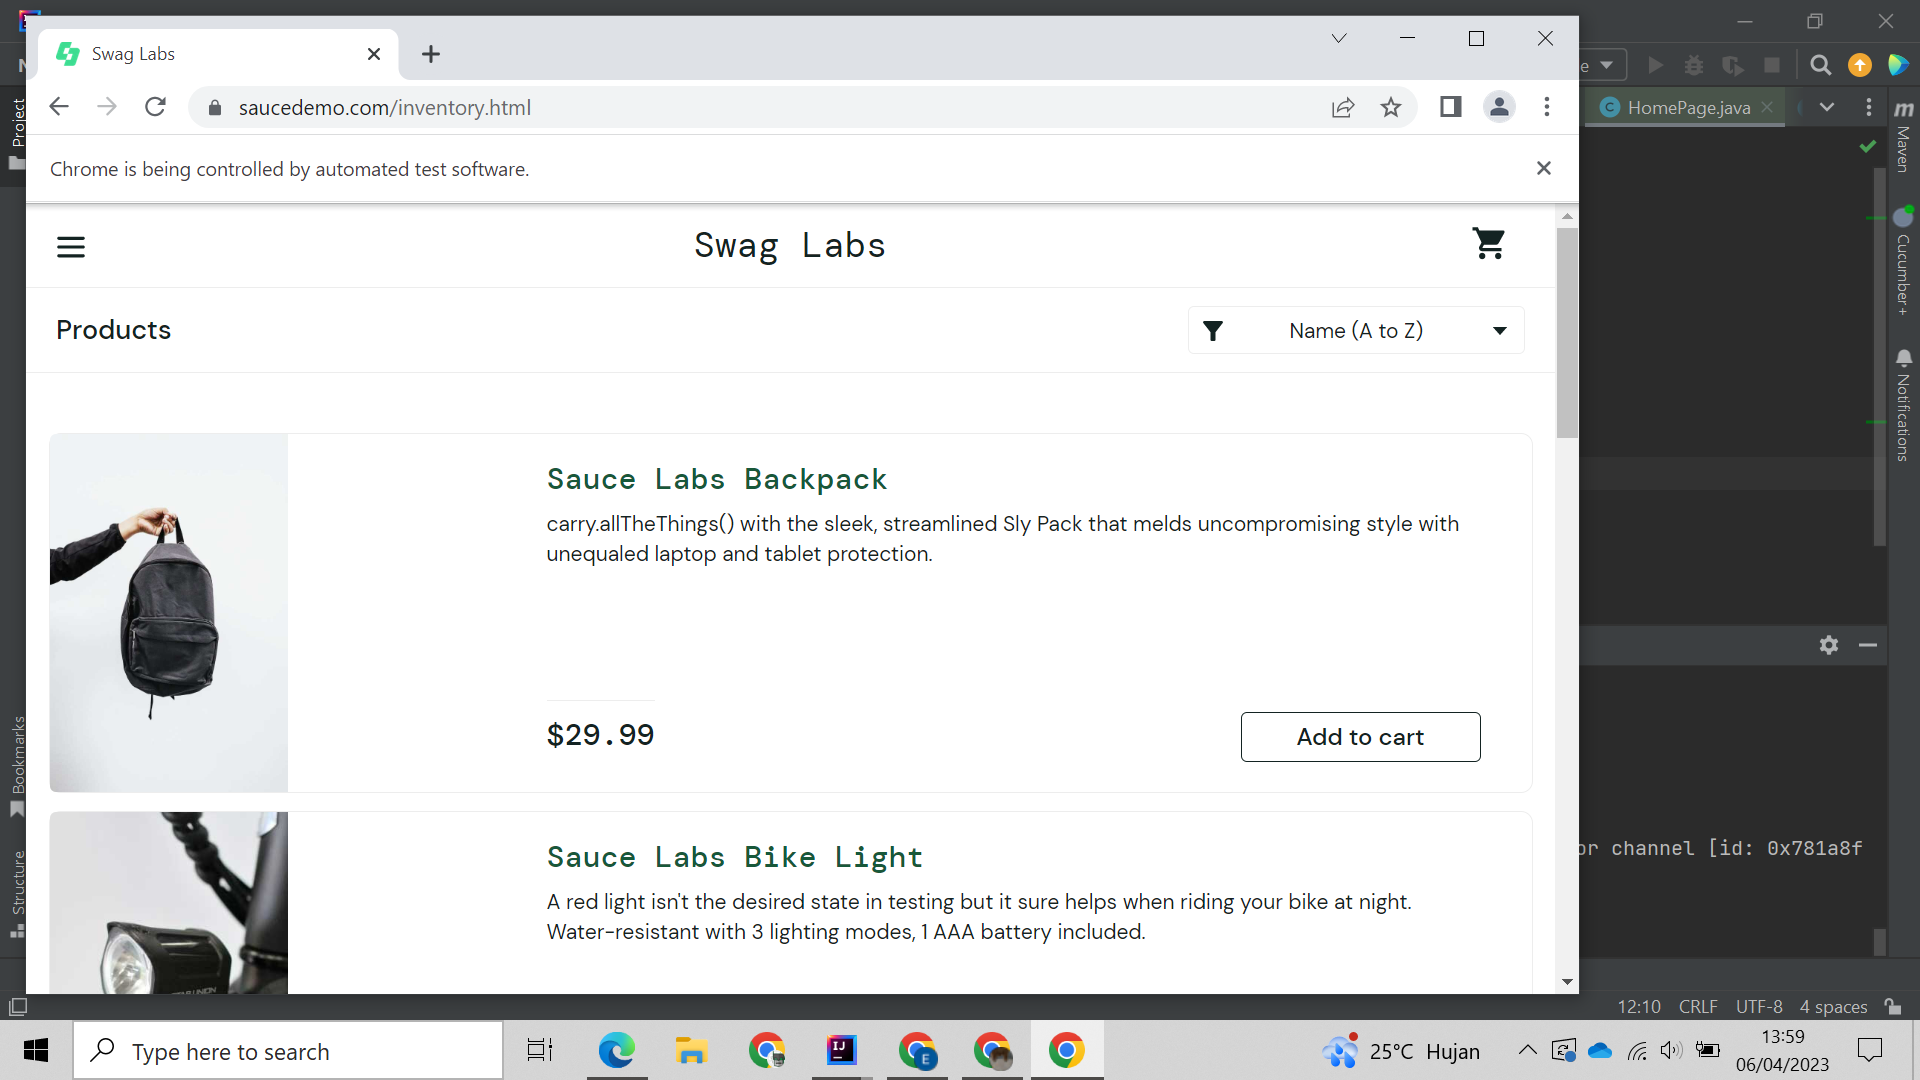 Swag Labs
saucedemo.com/inventory.html
HomePage.java
Chrome is being controlled by automated test software.
Swag Labs
Products
Name (A to Z)
Sauce Labs Backpack
carry.allTheThings() with the sleek, streamlined Sly Pack that melds uncompromising style with
unequaled laptop and tablet protection.
$29.99
Add to cart
Sauce Labs Bike Light
A red light isn't the desired state in testing but it sure helps when riding your bike at night.
Water-resistant with 3 lighting modes, 1 AAA battery included.
Project
Bookmarks
Structure
Maven
Cucumber+
Notifications
or channel [id: 0x781a8f
12:10 CRLF UTF-8 4 spaces
Type here to search
25°C Hujan
13:59
06/04/2023